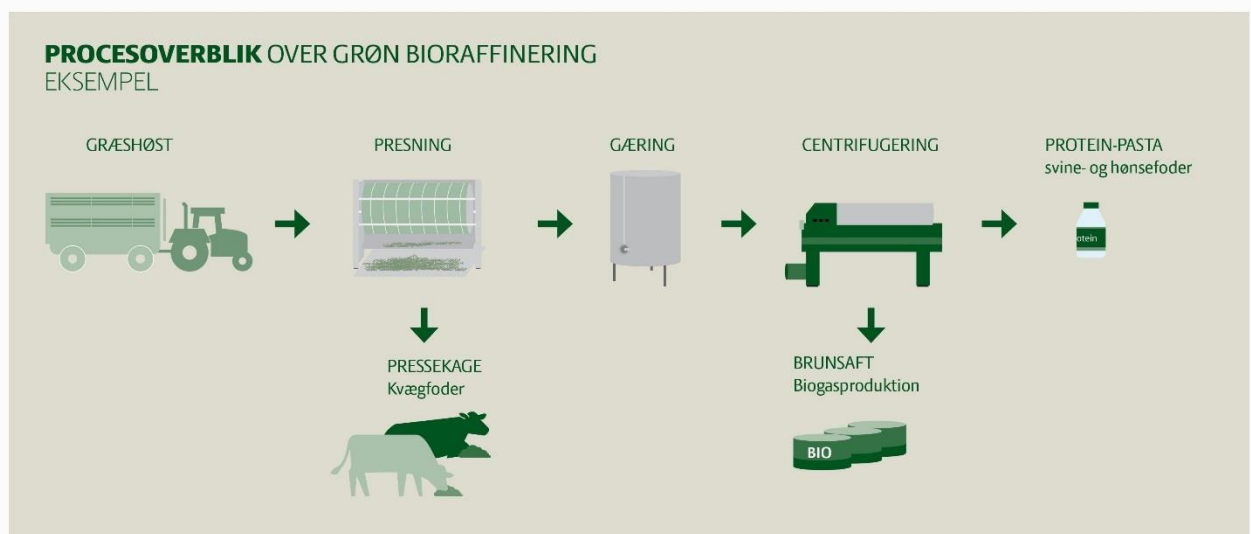 PROCESOVERBLIK OVER GRØN BIORAFFINERING
EKSEMPEL
GRÆSHØST
PRESNING
GÆRING
CENTRIFUGERING
PROTEIN-PASTA
svine- og hønsefoder
otein
PRESSEKAGE
Kvægfoder
BRUNSAFT
Biogasproduktion
BIO